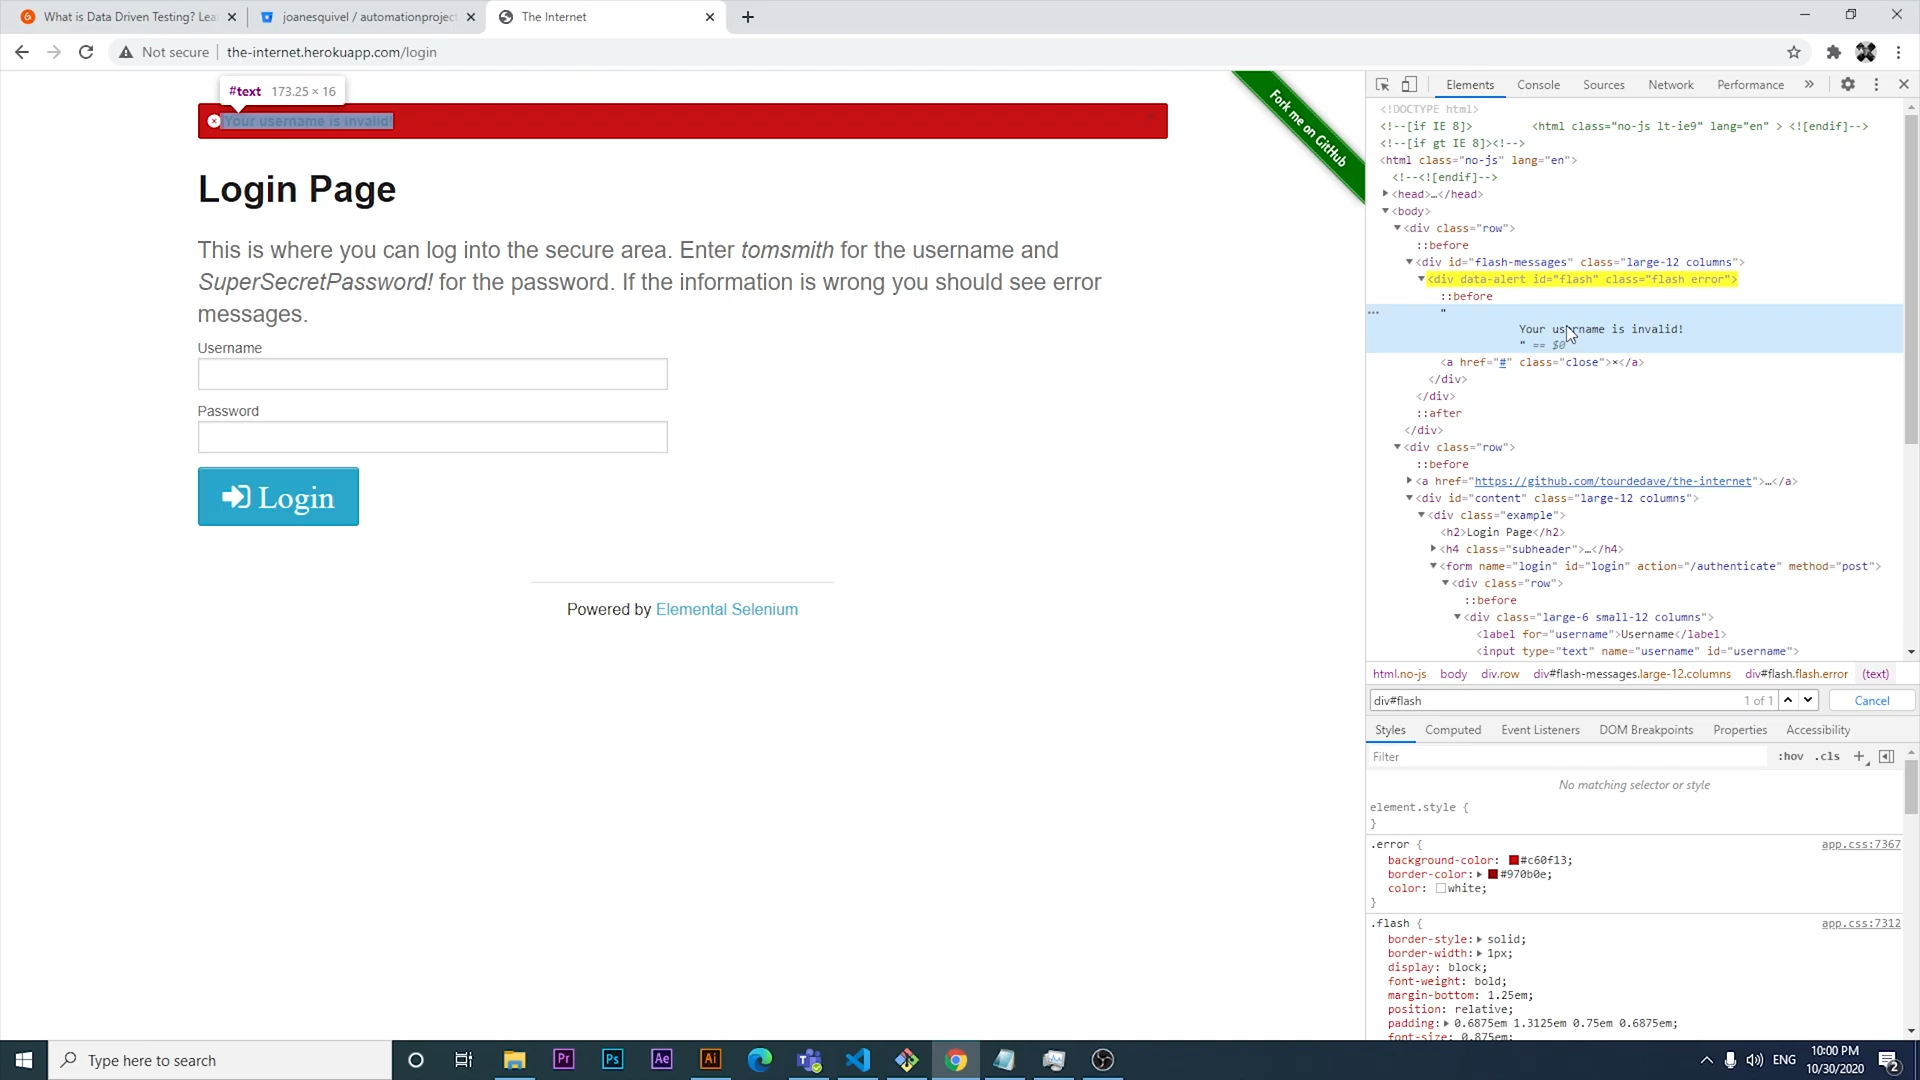 What is Data Driven Testing? Lea
joanesquivel / automationproject
The Internet
Not secure
the-internet.herokuapp.com/login
#text 173.25 × 16
Your username is invalid!
Fork me on GitHub
Login Page
This is where you can log into the secure area. Enter tomsmith for the username and
SuperSecretPassword! for the password. If the information is wrong you should see error
messages.
Username
Password
Login
Powered by Elemental Selenium
Elements Console Sources Network Performance »
<!DOCTYPE html>
<!--[if IE 8]> <html class="no-js lt-ie9" lang="en" > <![endif]-->
<!--[if gt IE 8]><!-->
<html class="no-js" lang="en">
<!--<![endif]-->
<head>…</head>
<body>
<div class="row">
::before
<div id="flash-messages" class="large-12 columns">
<div data-alert id="flash" class="flash error">
::before
"
Your username is invalid!
" == $0
<a href="#" class="close">×</a>
</div>
</div>
::after
</div>
<div class="row">
::before
<a href="https://github.com/tourdedave/the-internet">…</a>
<div id="content" class="large-12 columns">
<div class="example">
<h2>Login Page</h2>
<h4 class="subheader">…</h4>
<form name="login" id="login" action="/authenticate" method="post">
<div class="row">
::before
<div class="large-6 small-12 columns">
<label for="username">Username</label>
<input type="text" name="username" id="username">
html.no-js body div.row div#flash-messages.large-12.columns div#flash.flash.error (text)
div#flash 1 of 1 Cancel
Styles Computed Event Listeners DOM Breakpoints Properties Accessibility
Filter :hov .cls +
No matching selector or style
element.style {
}
.error { app.css:7367
background-color: #c60f13;
border-color: #970b0e;
color: white;
}
.flash { app.css:7312
border-style: solid;
border-width: 1px;
display: block;
font-weight: bold;
margin-bottom: 1.25em;
position: relative;
padding: 0.6875em 1.3125em 0.75em 0.6875em;
font-size: 0.875em;
Type here to search
Pr Ps Ae Ai
ENG
10:00 PM
10/30/2020
2